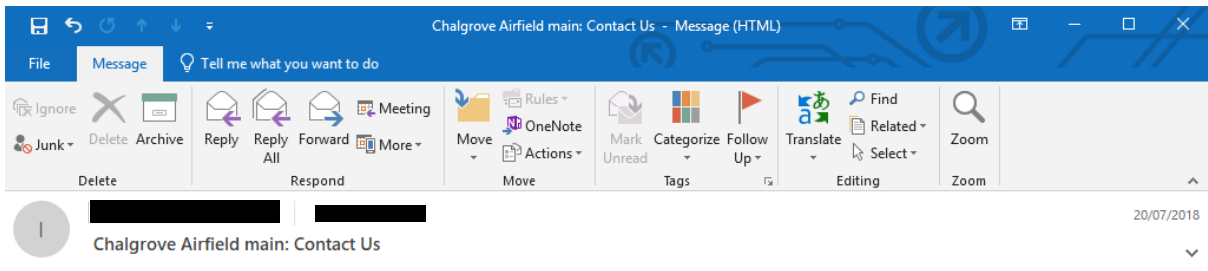 Chalgrove Airfield main: Contact Us - Message (HTML)
File Message Tell me what you want to do
Ignore
Junk
Delete
Archive
Reply
Reply All
Forward
Meeting
More
Move
Rules
OneNote
Actions
Mark Unread
Categorize
Follow Up
Translate
Find
Related
Select
Zoom
Delete Respond Move Tags Editing Zoom
I
20/07/2018
Chalgrove Airfield main: Contact Us